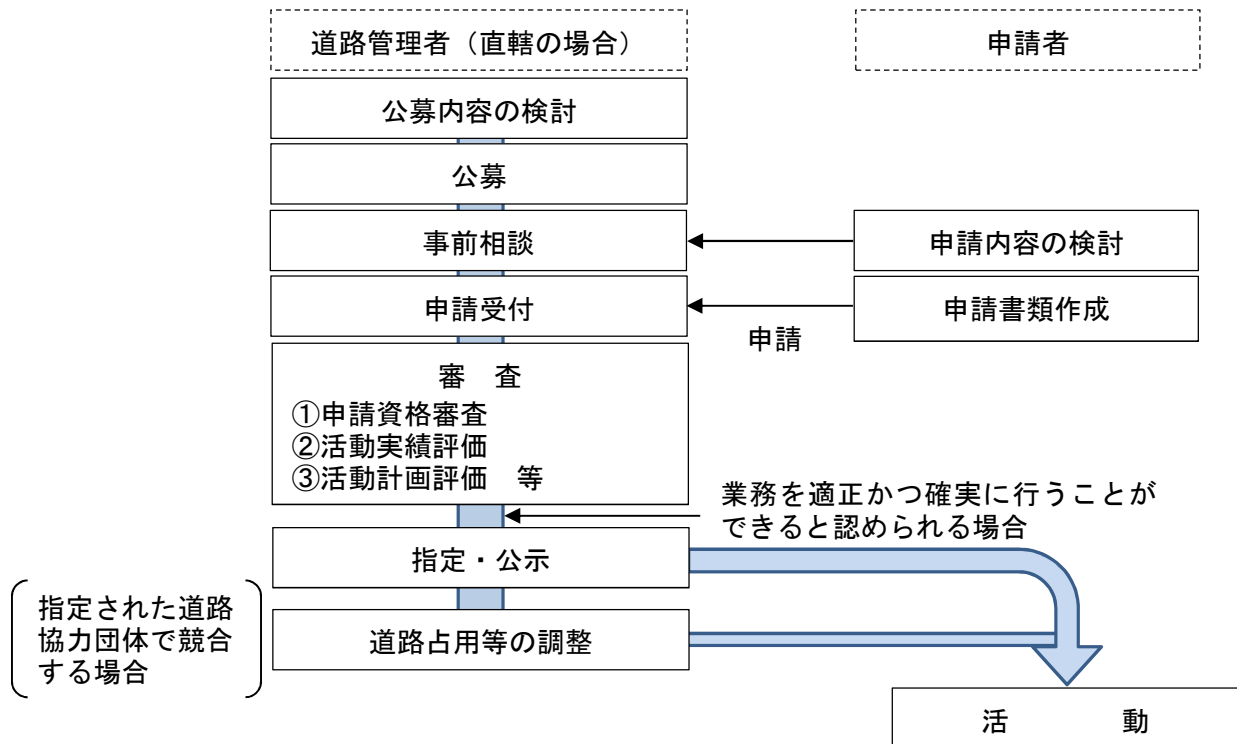 道路管理者（直轄の場合）
申請者
公募内容の検討
公募
事前相談
申請内容の検討
申請受付
申請書類作成
申請
審　査
①申請資格審査
②活動実績評価
③活動計画評価　等
業務を適正かつ確実に行うことが
できると認められる場合
指定・公示
指定された道路
協力団体で競合
する場合
道路占用等の調整
活　　　動